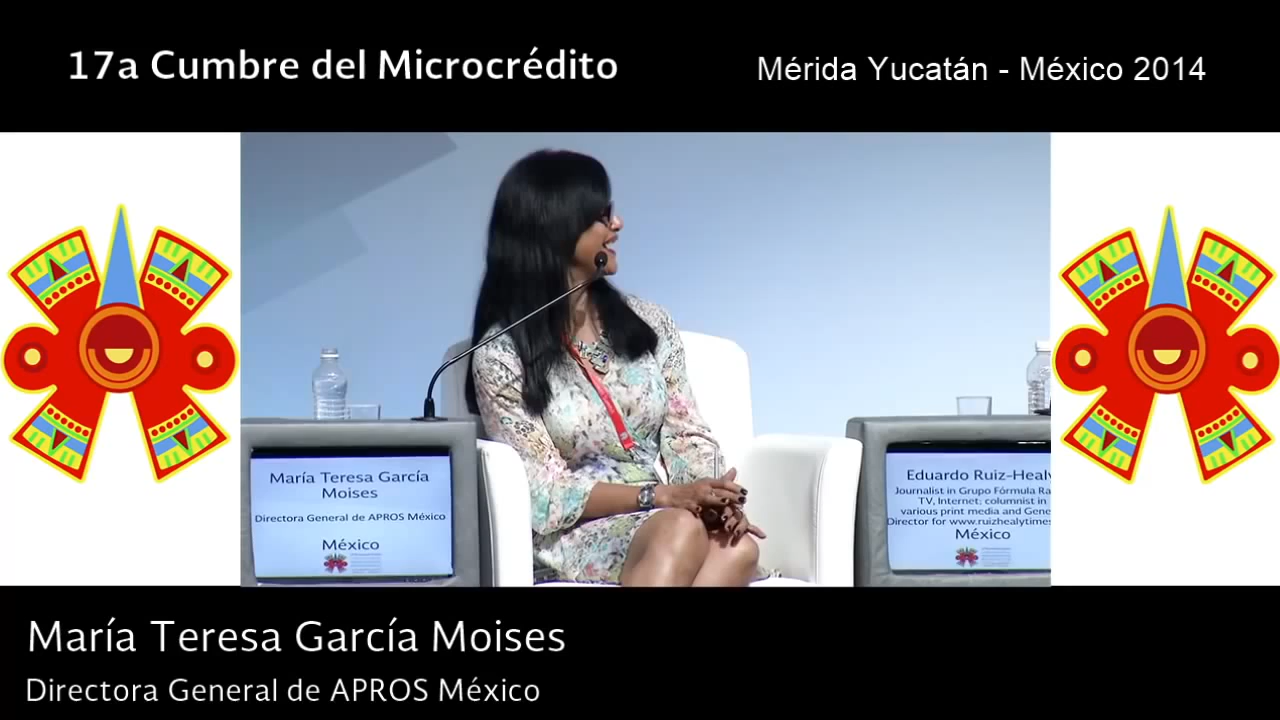 17a Cumbre del Microcrédito
Mérida Yucatán - México 2014
María Teresa García
Moises
Directora General de APROS México
México
Eduardo Ruiz-Healy
Journalist in Grupo Fórmula Ra
TV, Internet; columnist in
various print media and Gene
Director for www.ruizhealytimes
México
María Teresa García Moises
Directora General de APROS México